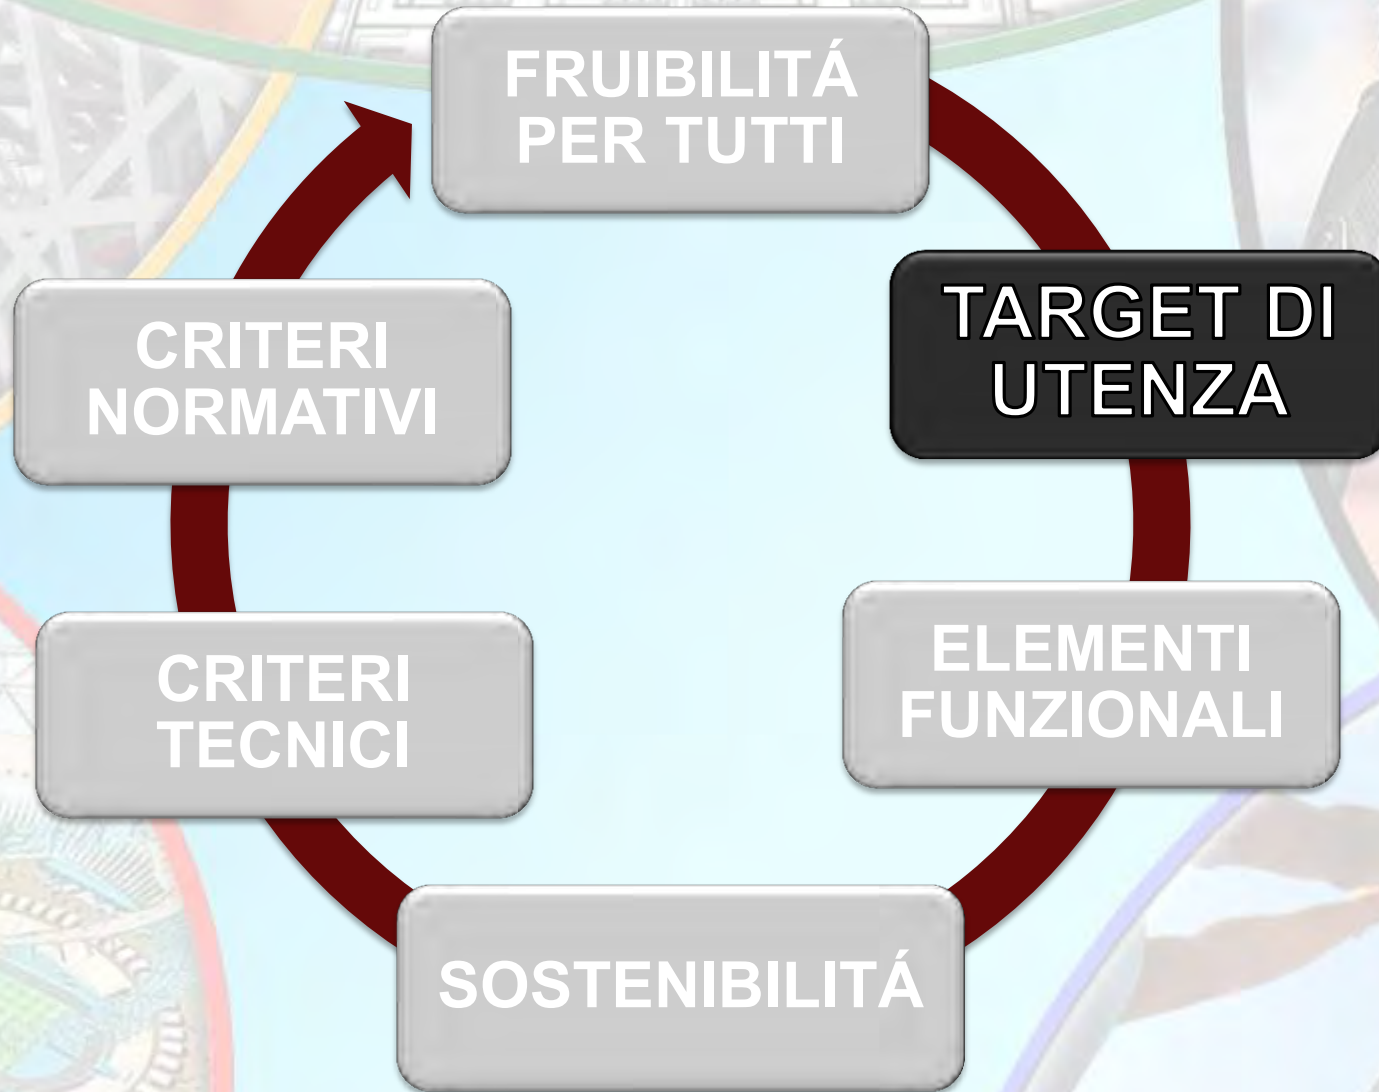 FRUIBILITÁ
PER TUTTI
TARGET DI
UTENZA
ELEMENTI
FUNZIONALI
SOSTENIBILITÁ
CRITERI
TECNICI
CRITERI
NORMATIVI